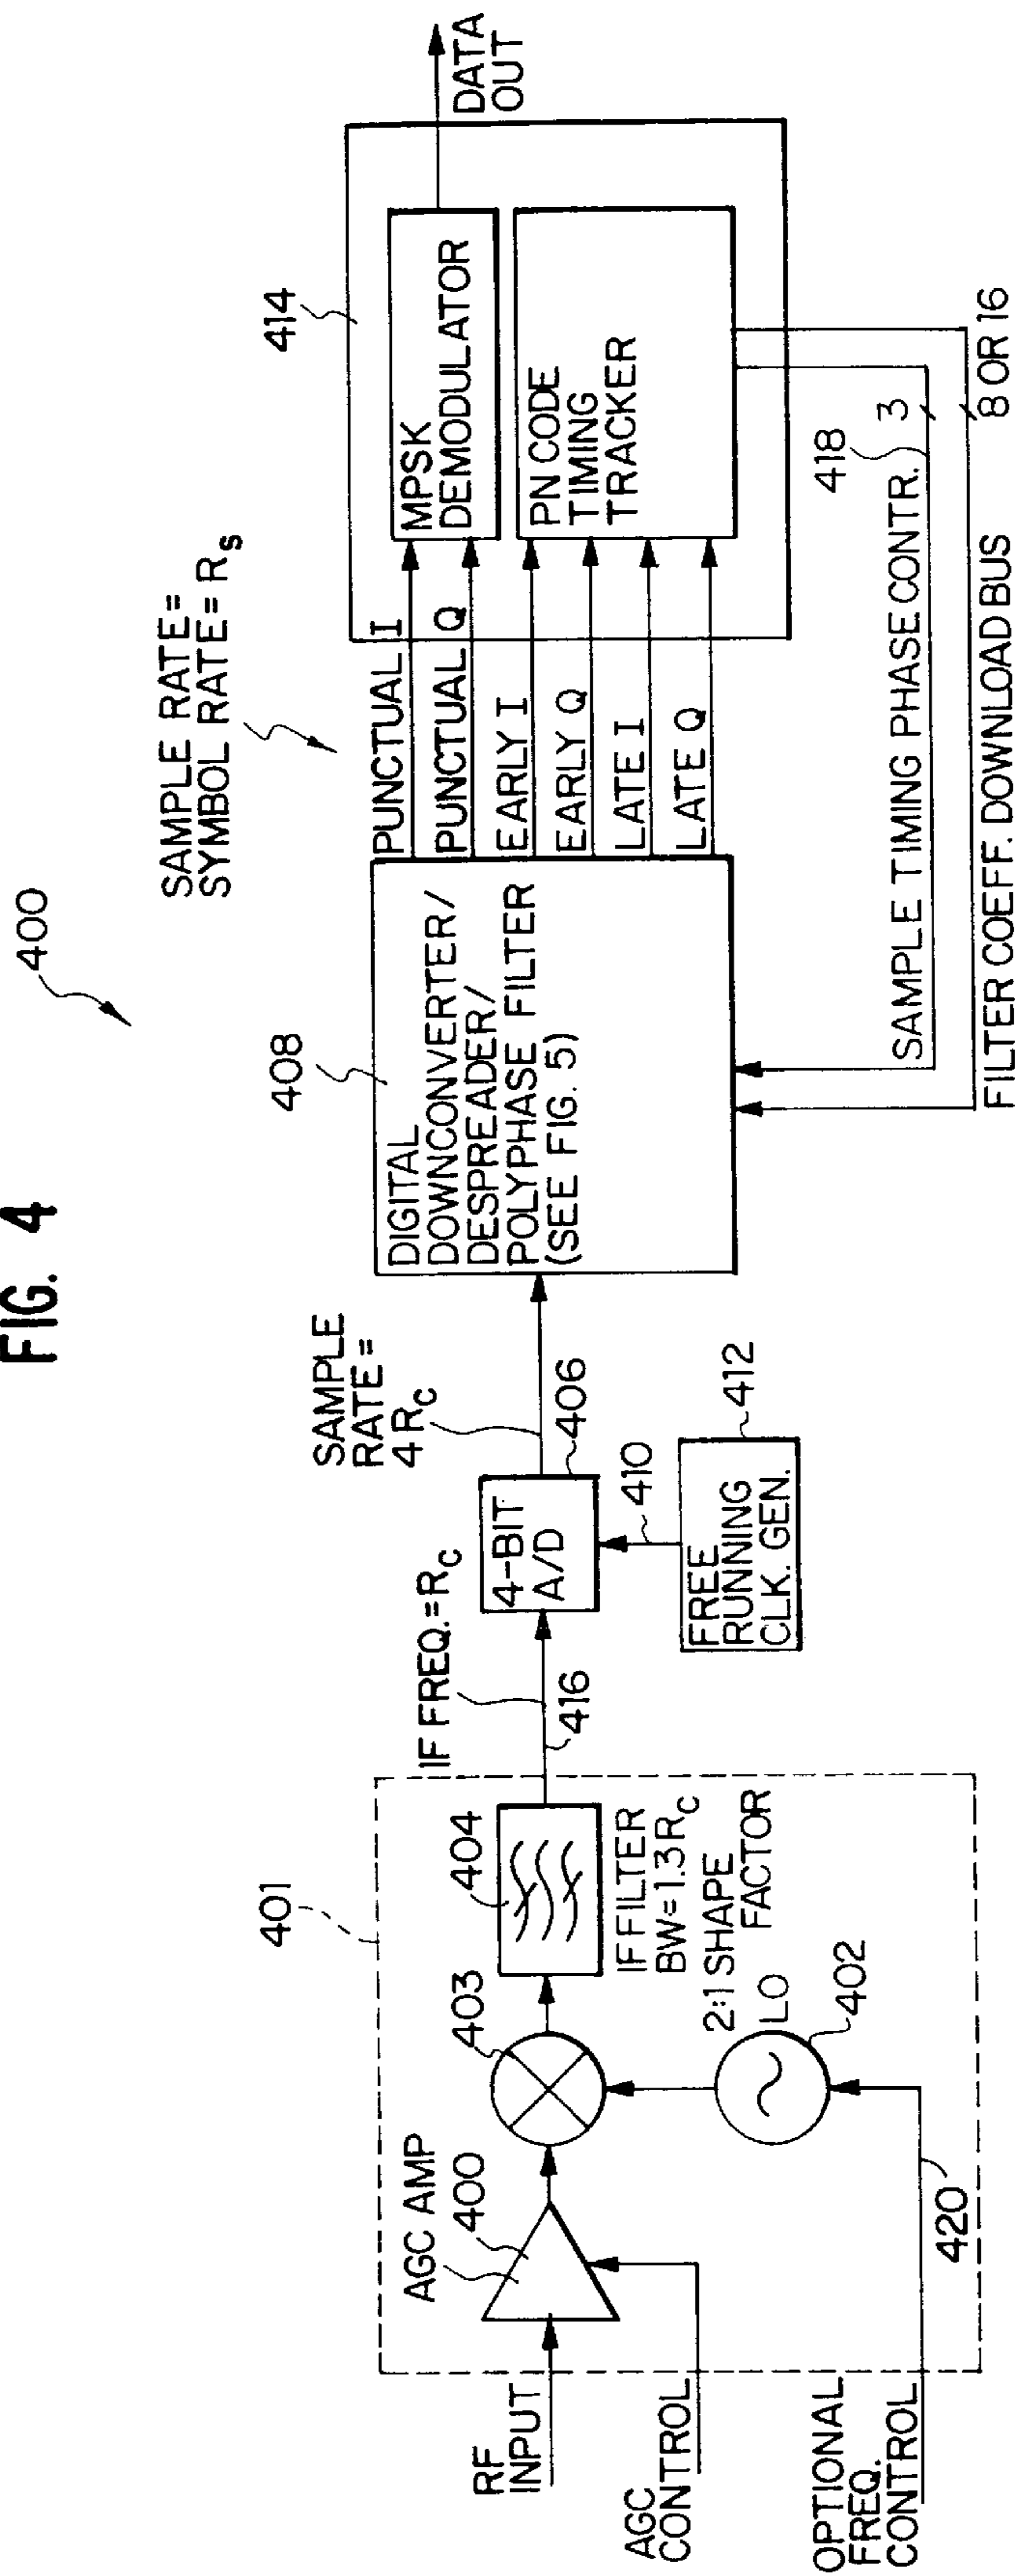 FIG. 4
400
401
RF
INPUT
AGC
CONTROL
OPTIONAL
FREQ.
CONTROL
AGC AMP
400
403
404
IF FILTER
BW=1.3 Rc
2:1 SHAPE
FACTOR
LO
402
420
IF FREQ.=Rc
416
4-BIT
A/D
406
410
FREE
RUNNING
CLK. GEN.
412
SAMPLE
RATE=
4 Rc
408
DIGITAL
DOWNCONVERTER/
DESPREADER/
POLYPHASE FILTER
(SEE FIG. 5)
SAMPLE RATE=
SYMBOL RATE=Rs
PUNCTUAL I
PUNCTUAL Q
EARLY I
EARLY Q
LATE I
LATE Q
414
MPSK
DEMODULATOR
PN CODE
TIMING
TRACKER
DATA
OUT
418
SAMPLE TIMING PHASE CONTR. 3
8 OR 16
FILTER COEFF. DOWNLOAD BUS